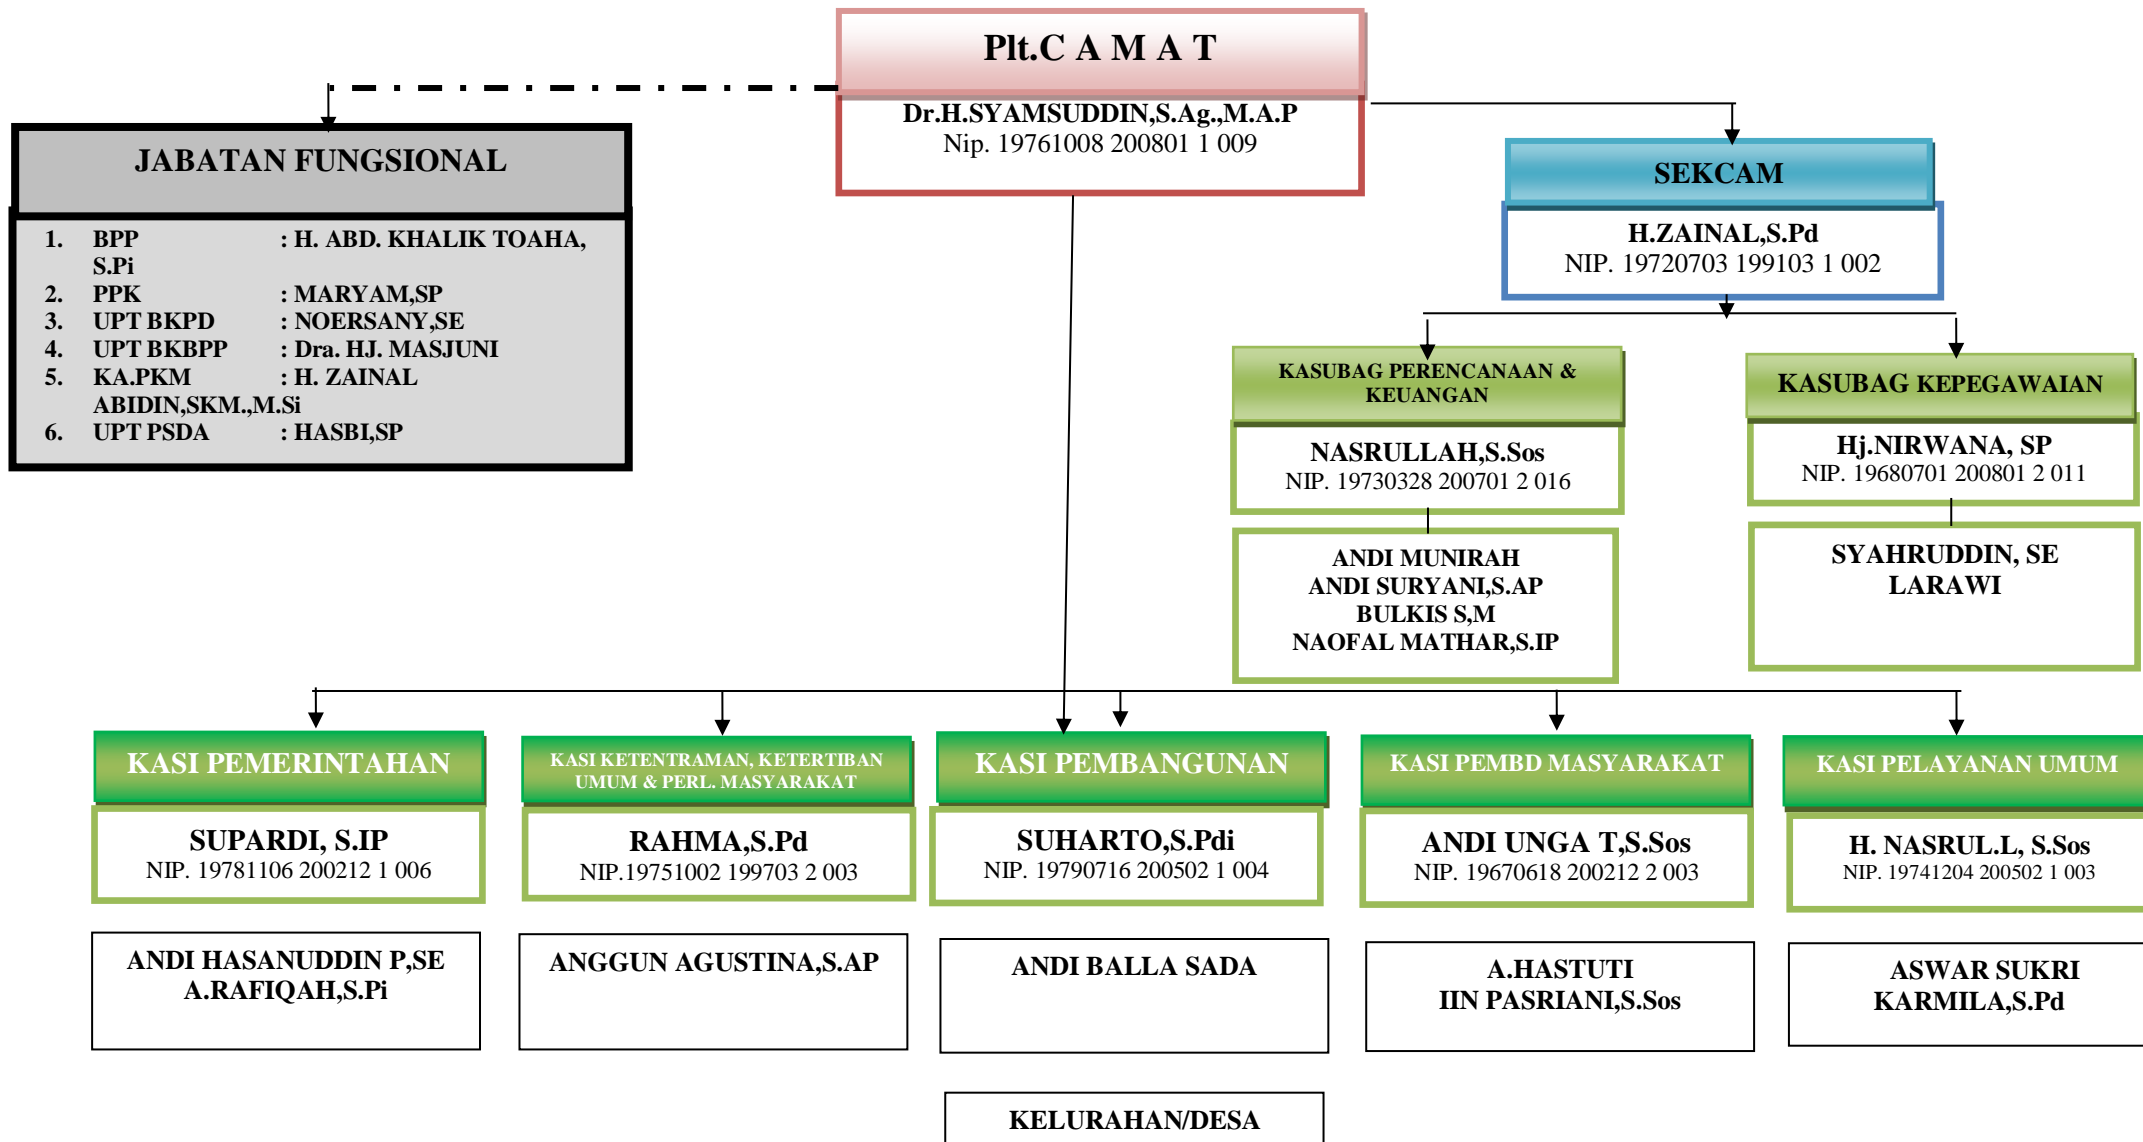 Plt.C A M A T
Dr.H.SYAMSUDDIN,S.Ag.,M.A.P
Nip. 19761008 200801 1 009
JABATAN FUNGSIONAL
1. BPP : H. ABD. KHALIK TOAHA,
S.Pi
2. PPK : MARYAM,SP
3. UPT BKPD : NOERSANY,SE
4. UPT BKBPP : Dra. HJ. MASJUNI
5. KA.PKM : H. ZAINAL
ABIDIN,SKM.,M.Si
6. UPT PSDA : HASBI,SP
SEKCAM
H.ZAINAL,S.Pd
NIP. 19720703 199103 1 002
KASUBAG PERENCANAAN &
KEUANGAN
NASRULLAH,S.Sos
NIP. 19730328 200701 2 016
ANDI MUNIRAH
ANDI SURYANI,S.AP
BULKIS S,M
NAOFAL MATHAR,S.IP
KASUBAG KEPEGAWAIAN
Hj.NIRWANA, SP
NIP. 19680701 200801 2 011
SYAHRUDDIN, SE
LARAWI
KASI PEMERINTAHAN
SUPARDI, S.IP
NIP. 19781106 200212 1 006
ANDI HASANUDDIN P,SE
A.RAFIQAH,S.Pi
KASI KETENTRAMAN, KETERTIBAN
UMUM & PERL. MASYARAKAT
RAHMA,S.Pd
NIP.19751002 199703 2 003
ANGGUN AGUSTINA,S.AP
KASI PEMBANGUNAN
SUHARTO,S.Pdi
NIP. 19790716 200502 1 004
ANDI BALLA SADA
KASI PEMBD MASYARAKAT
ANDI UNGA T,S.Sos
NIP. 19670618 200212 2 003
A.HASTUTI
IIN PASRIANI,S.Sos
KASI PELAYANAN UMUM
H. NASRUL.L, S.Sos
NIP. 19741204 200502 1 003
ASWAR SUKRI
KARMILA,S.Pd
KELURAHAN/DESA